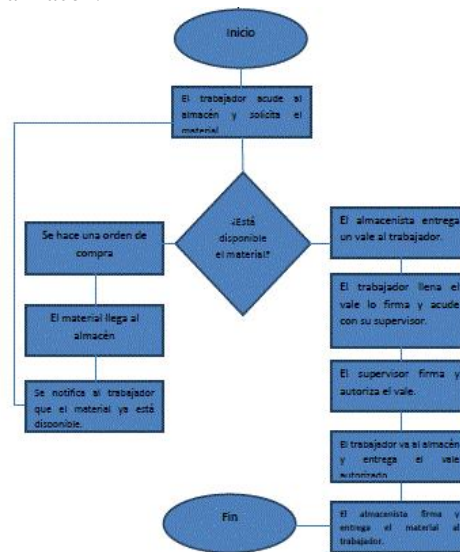 Inicio
El trabajador acude al
almacén y solicita el
material
¿Está
disponible
el material?
Se hace una orden de
compra
El material llega al
almacén
Se notifica al trabajador
que el material ya está
disponible.
El almacenista entrega
un vale al trabajador.
El trabajador llena el
vale lo firma y acude
con su supervisor.
El supervisor firma y
autoriza el vale.
El trabajador va al almacén
y entrega el vale
autorizado
El almacenista firma y
entrega el material al
trabajador.
Fin